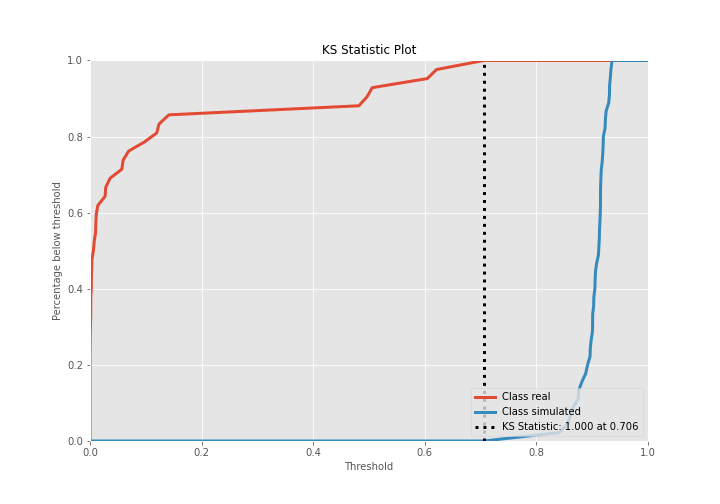 KS Statistic Plot
1.0
0.8
0.6
0.4
0.2
0.0
Percentage below threshold
Class real
Class simulated
KS Statistic: 1.000 at 0.706
0.0 0.2 0.4 0.6 0.8 1.0
Threshold